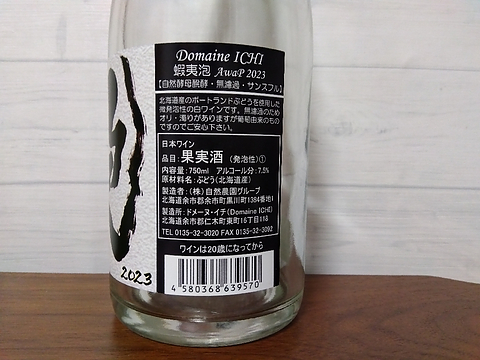 Domaine ICHI
蝦夷泡 AwaP 2023
【自然酵母醗酵・無濾過・サンスフル】
北海道産のポートランドぶどうを使用した
微発泡性の白ワインです。無濾過のため
オリ・濁りがありますが葡萄由来のもの
ですのでご安心下さい。
日本ワイン
品目:果実酒(発泡性)①
内容量:750ml アルコール分:7.5%
原材料名:ぶどう(北海道産)
製造者:(株)自然農園グループ
北海道余市郡余市町黒川町1384番地1
製造所:ドメーヌ・イチ(Domaine ICHI)
北海道余市郡仁木町東町16丁目118
TEL 0135-32-3020 FAX 0135-32-3092
ワインは20歳になってから
4 580368 639570
2023